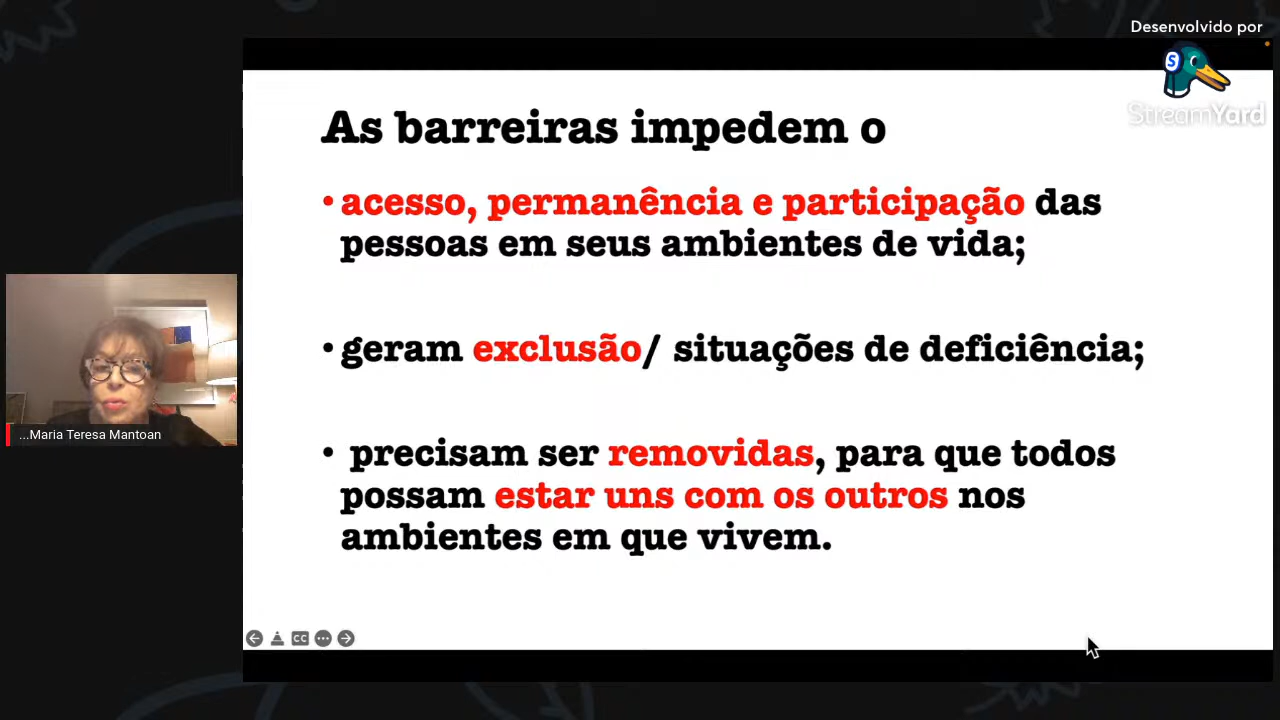 Desenvolvido por
S
StreamYard
As barreiras impedem o
• acesso, permanência e participação das
pessoas em seus ambientes de vida;
• geram exclusão/ situações de deficiência;
• precisam ser removidas, para que todos
possam estar uns com os outros nos
ambientes em que vivem.
...Maria Teresa Mantoan
CC